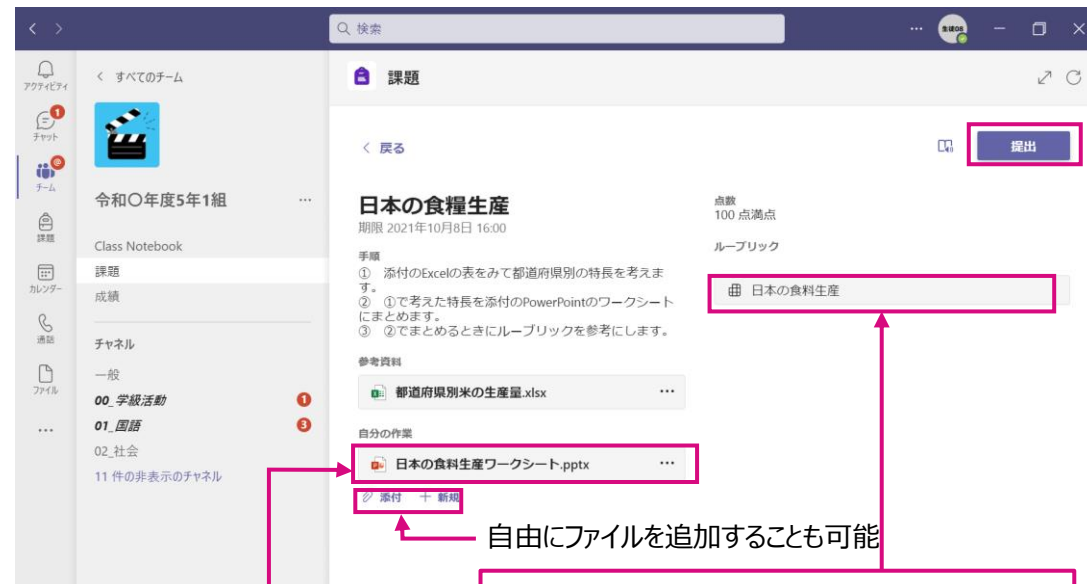 検索
アクティビティ
チャット
チーム
課題
カレンダー
通話
ファイル
すべてのチーム
令和〇年度5年1組
Class Notebook
課題
成績
チャネル
一般
00_学級活動 1
01_国語 3
02_社会
11 件の非表示のチャネル
課題
戻る
提出
日本の食糧生産
期限 2021年10月8日 16:00
手順
① 添付のExcelの表をみて都道府県別の特長を考えま
す。
② ①で考えた特長を添付のPowerPointのワークシート
にまとめます。
③ ②でまとめるときにルーブリックを参考にします。
参考資料
都道府県別米の生産量.xlsx
自分の作業
日本の食料生産ワークシート.pptx
添付 + 新規
点数
100 点満点
ルーブリック
日本の食料生産
自由にファイルを追加することも可能